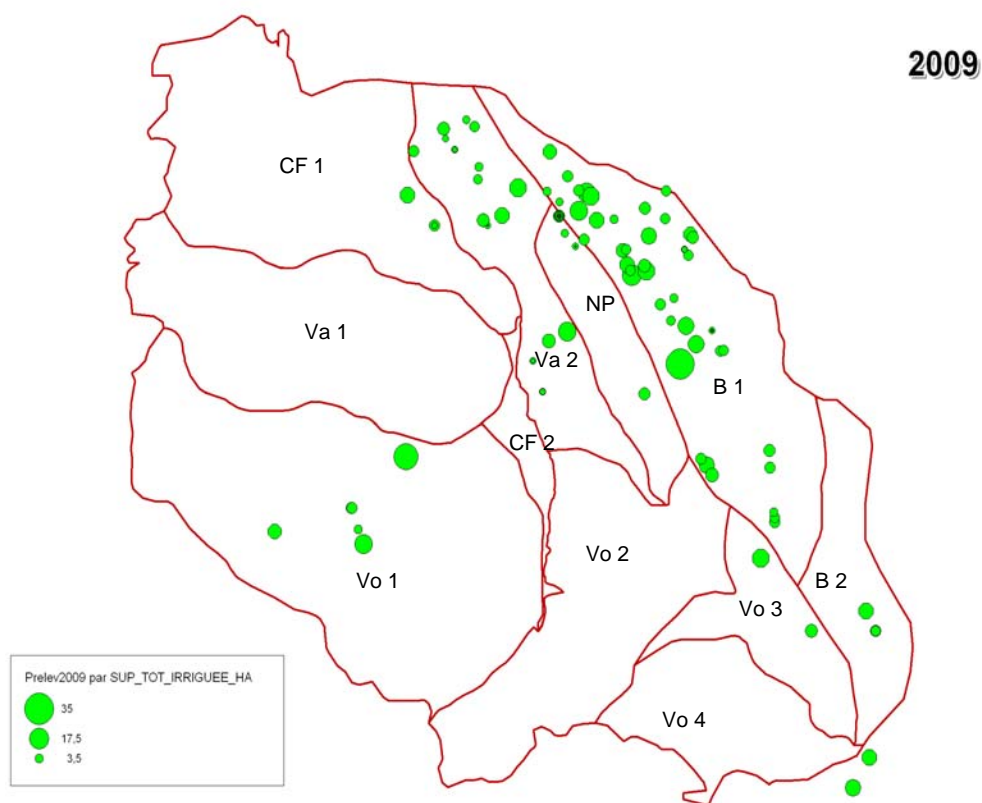 2009
CF 1
NP
Va 1
Va 2
B 1
CF 2
Vo 2
Vo 1
B 2
Vo 3
Vo 4
Prelev2009 par SUP_TOT_IRRIGUEE_HA
35
17,5
3,5